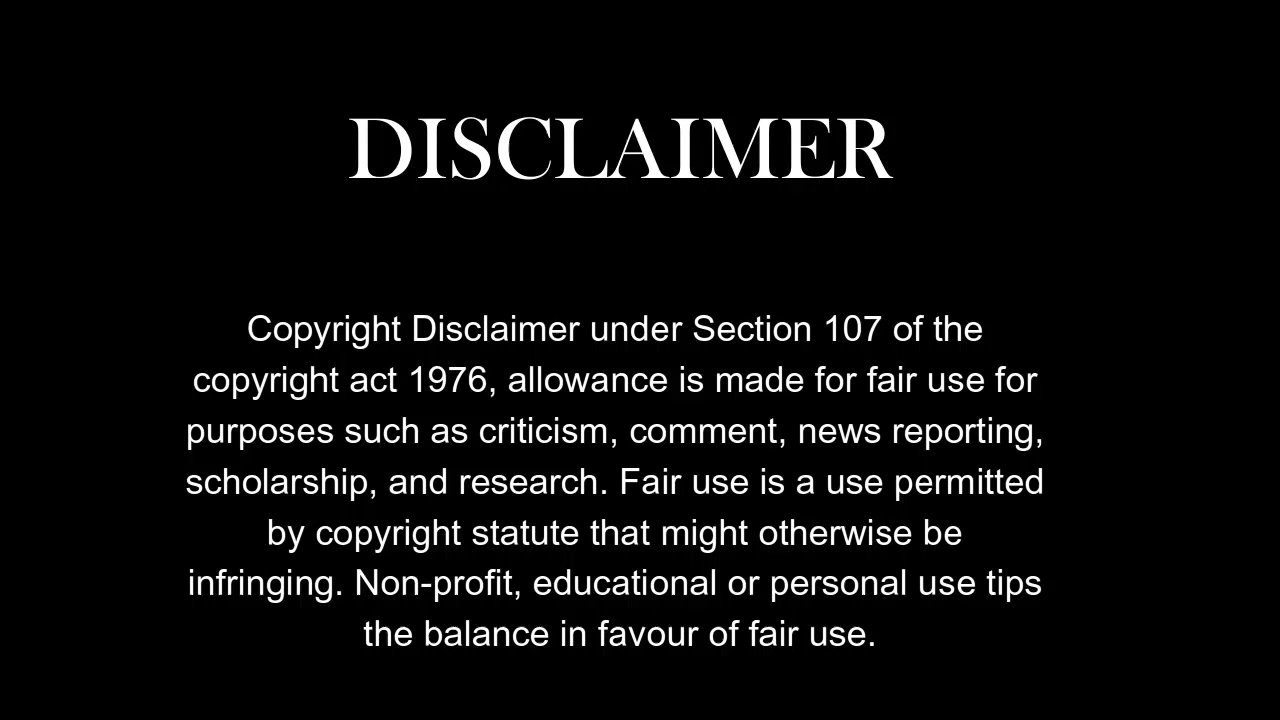 DISCLAIMER
Copyright Disclaimer under Section 107 of the
copyright act 1976, allowance is made for fair use for
purposes such as criticism, comment, news reporting,
scholarship, and research. Fair use is a use permitted
by copyright statute that might otherwise be
infringing. Non-profit, educational or personal use tips
the balance in favour of fair use.